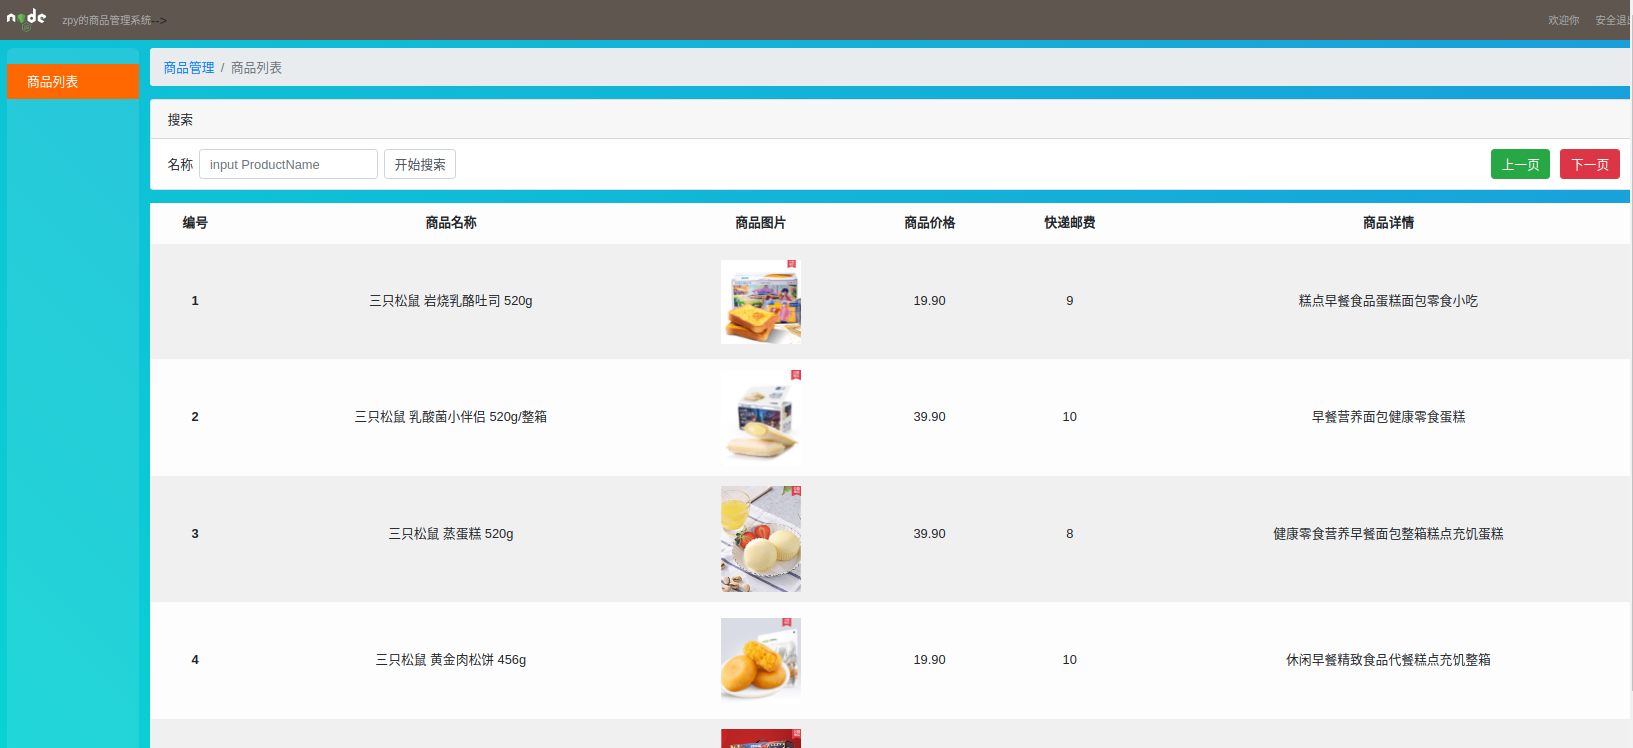 node
zpy的商品管理系统-->
欢迎你
安全退出
商品列表
商品管理 / 商品列表
搜索
名称 input ProductName 开始搜索 上一页 下一页
编号 商品名称 商品图片 商品价格 快递邮费 商品详情
1 三只松鼠 岩烧乳酪吐司 520g 19.90 9 糕点早餐食品蛋糕面包零食小吃
2 三只松鼠 乳酸菌小伴侣 520g/整箱 39.90 10 早餐营养面包健康零食蛋糕
3 三只松鼠 蒸蛋糕 520g 39.90 8 健康零食营养早餐面包整箱糕点充饥蛋糕
4 三只松鼠 黄金肉松饼 456g 19.90 10 休闲早餐精致食品代餐糕点充饥整箱